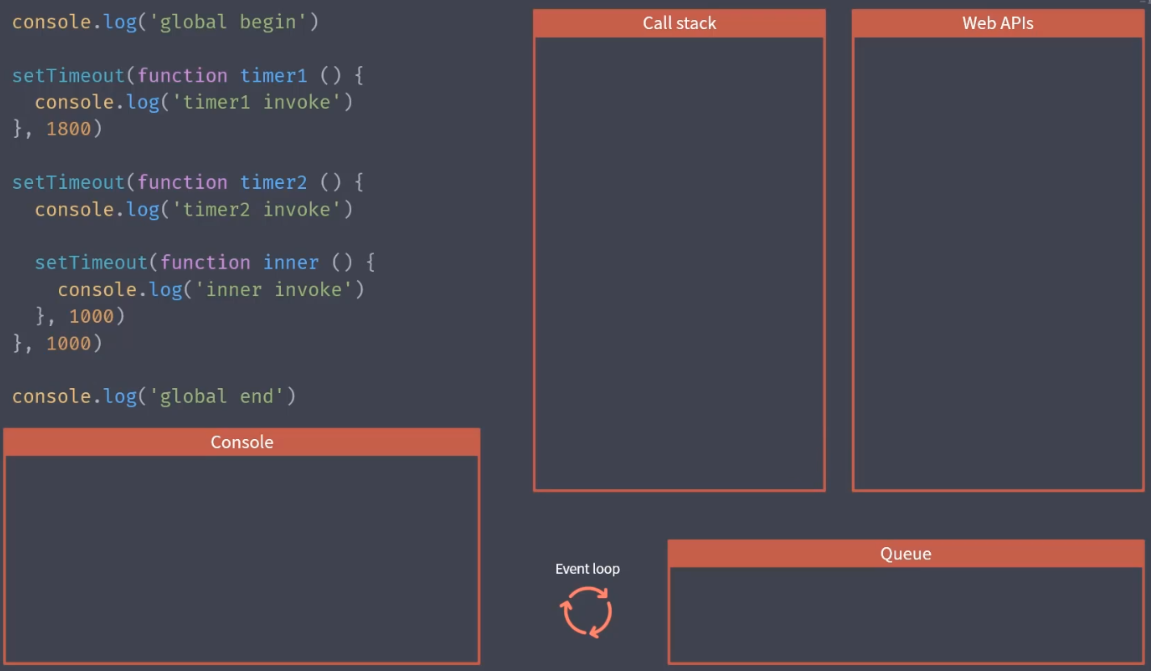 console.log('global begin')
setTimeout(function timer1 () {
  console.log('timer1 invoke')
}, 1800)
setTimeout(function timer2 () {
  console.log('timer2 invoke')
  setTimeout(function inner () {
    console.log('inner invoke')
  }, 1000)
}, 1000)
console.log('global end')
Console
Call stack
Web APIs
Event loop
Queue